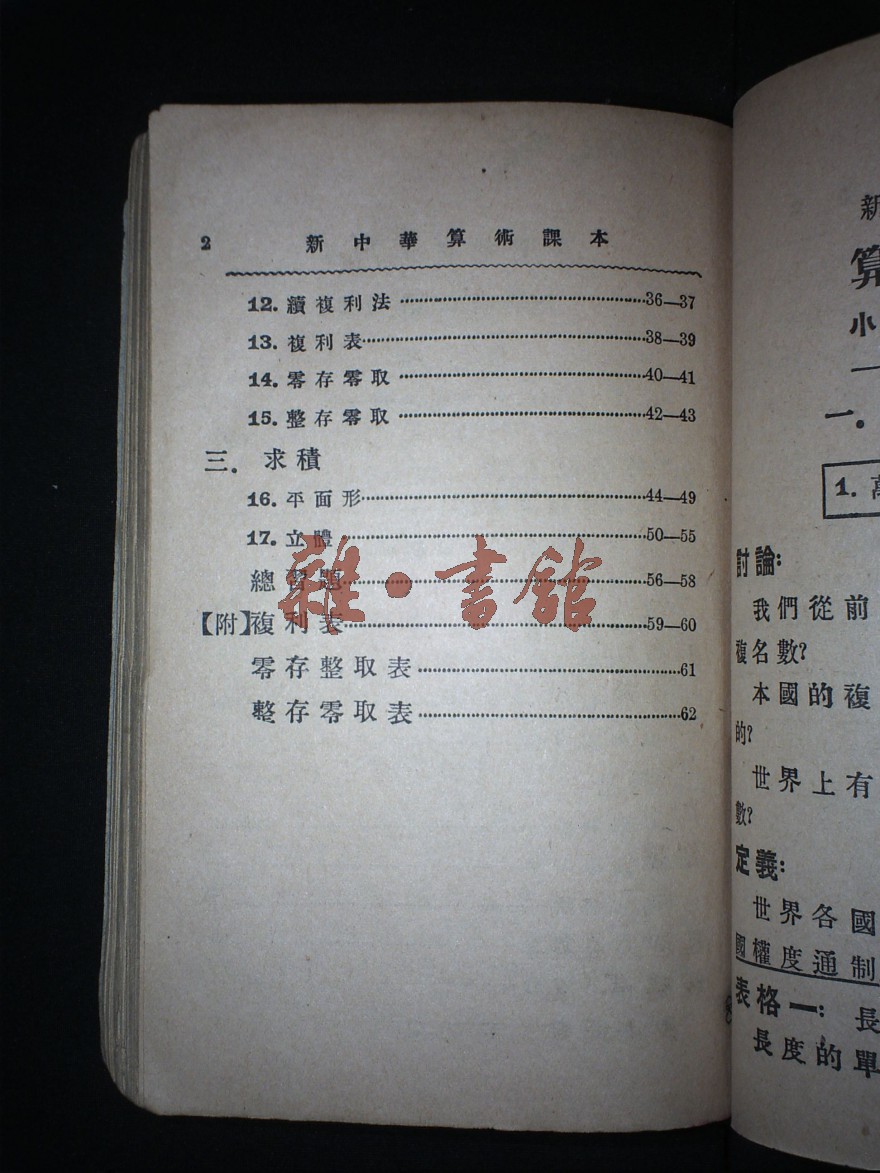 2 新中華算術課本
12. 續複利法 36—37
13. 複利表 38—39
14. 零存零取 40—41
15. 整存零取 42—43
三. 求積
16. 平面形 44—49
17. 立體 50—55
總習題 56—58
【附】複利表 59—60
零存整取表 61
整存零取表 62
雜·書館
新
算
小
一.
1. 萬
討論:
我們從前
複名數?
本國的複
的?
世界上有
數?
定義:
世界各國
國權度通制
表格一: 長
長度的單